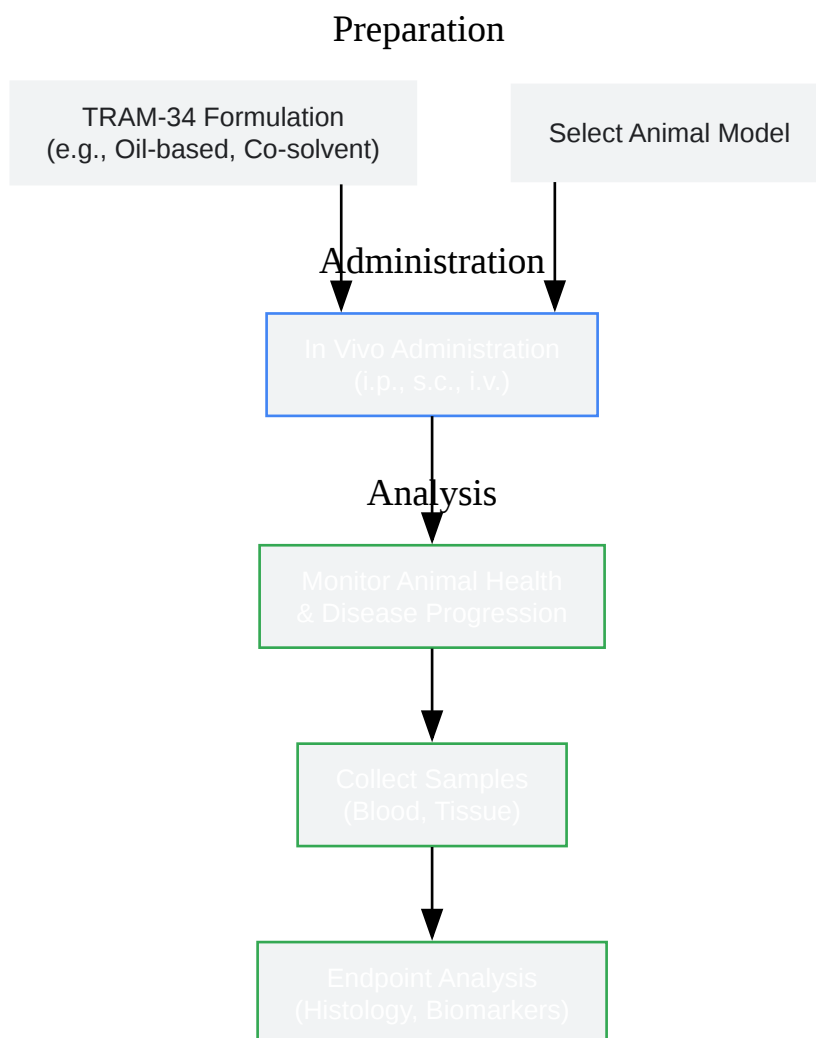 Preparation
TRAM-34 Formulation
(e.g., Oil-based, Co-solvent)
Select Animal Model
Administration
In Vivo Administration
(i.p., s.c., i.v.)
Analysis
Monitor Animal Health
& Disease Progression
Collect Samples
(Blood, Tissue)
Endpoint Analysis
(Histology, Biomarkers)